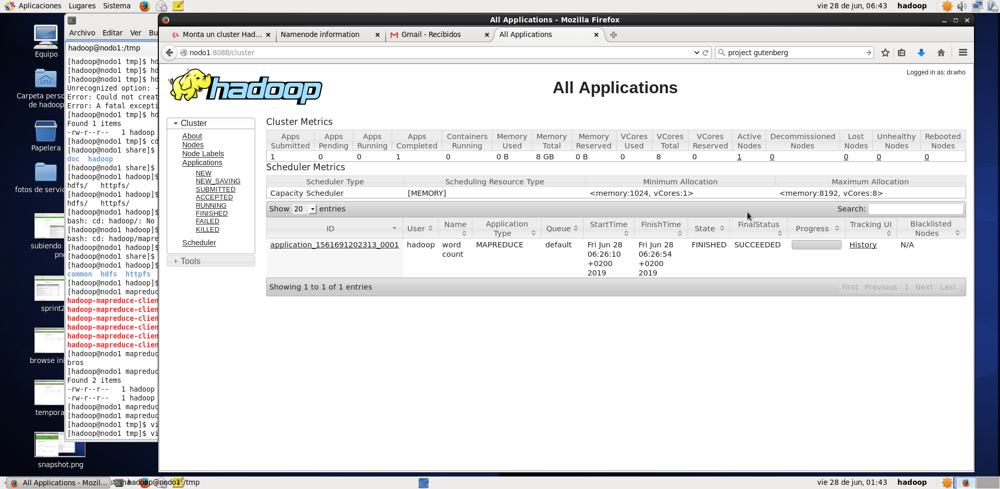 Aplicaciones Lugares Sistema vie 28 de jun, 06:43 hadoop
All Applications - Mozilla Firefox
Archivo Editar Ver Bu
Monta un cluster Had... Namenode information Gmail - Recibidos All Applications
hadoop@nodo1:/tmp
nodo1:8088/cluster project gutenberg
Equipo
Carpeta perso
de hadoop
Papelera
fotos de servic
subiendo
pn
sprint2
browse ini
tempora
snapshot.png
[hadoop@nodo1 tmp]$ hd
[hadoop@nodo1 tmp]$ hd
[hadoop@nodo1 tmp]$ hd
Unrecognized option: -
Error: Could not creat
Error: A fatal excepti
[hadoop@nodo1 tmp]$ hd
Found 1 items
-rw-r--r-- 1 hadoop
[hadoop@nodo1 tmp]$ cd
[hadoop@nodo1 share]$
doc hadoop
[hadoop@nodo1 share]$
[hadoop@nodo1 hadoop]$
hdfs/ httpfs/
[hadoop@nodo1 hadoop]$
hdfs/ httpfs/
[hadoop@nodo1 hadoop]$
bash: cd: hadoop/: No
[hadoop@nodo1 hadoop]$
bash: cd: hadoop/mapre
[hadoop@nodo1 hadoop]$
[hadoop@nodo1 share]$
[hadoop@nodo1 hadoop]$
common hdfs httpfs
[hadoop@nodo1 hadoop]$
[hadoop@nodo1 mapreduc
hadoop-mapreduce-clien
hadoop-mapreduce-clien
hadoop-mapreduce-clien
hadoop-mapreduce-clien
hadoop-mapreduce-clien
hadoop-mapreduce-clien
[hadoop@nodo1 mapreduc
bros
[hadoop@nodo1 mapreduc
Found 2 items
-rw-r--r-- 1 hadoop
-rw-r--r-- 1 hadoop
[hadoop@nodo1 mapreduc
[hadoop@nodo1 mapreduc
[hadoop@nodo1 tmp]$ vi
[hadoop@nodo1 tmp]$ vi
hadoop
All Applications
Logged in as: dr.who
Cluster
About
Nodes
Node Labels
Applications
NEW
NEW_SAVING
SUBMITTED
ACCEPTED
RUNNING
FINISHED
FAILED
KILLED
Scheduler
Tools
Cluster Metrics
Apps Submitted Apps Pending Apps Running Apps Completed Containers Running Memory Used Memory Total Memory Reserved VCores Used VCores Total VCores Reserved Active Nodes Decommissioned Nodes Lost Nodes Unhealthy Nodes Rebooted Nodes
1 0 0 1 0 0 B 8 GB 0 B 0 8 0 1 0 0 0 0
Scheduler Metrics
Scheduler Type Scheduling Resource Type Minimum Allocation Maximum Allocation
Capacity Scheduler [MEMORY] <memory:1024, vCores:1> <memory:8192, vCores:8>
Show 20 entries Search:
ID User Name Application Type Queue StartTime FinishTime State FinalStatus Progress Tracking UI Blacklisted Nodes
application_1561691202313_0001 hadoop word count MAPREDUCE default Fri Jun 28 06:26:10 +0200 2019 Fri Jun 28 06:26:54 +0200 2019 FINISHED SUCCEEDED History N/A
Showing 1 to 1 of 1 entries First Previous 1 Next Last
All Applications - Mozil... hadoop@nodo1:/tmp vie 28 de jun, 01:43 hadoop